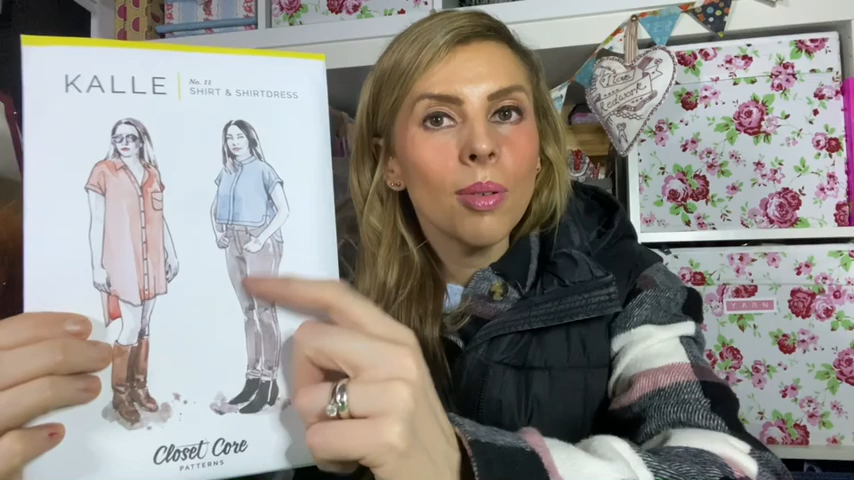 KALLE
No. 11
SHIRT & SHIRTDRESS
Closet Core
PATTERNS
YARN